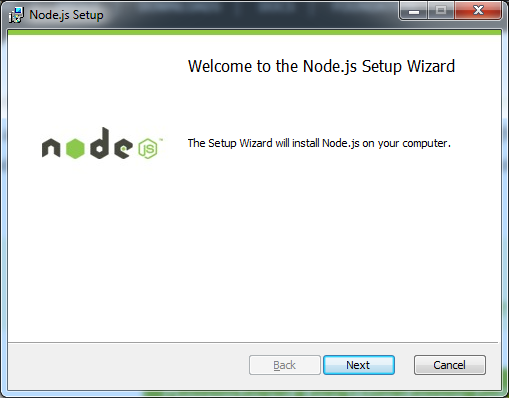 Node.js Setup
Welcome to the Node.js Setup Wizard
node
JS
™
The Setup Wizard will install Node.js on your computer.
Back
Next
Cancel